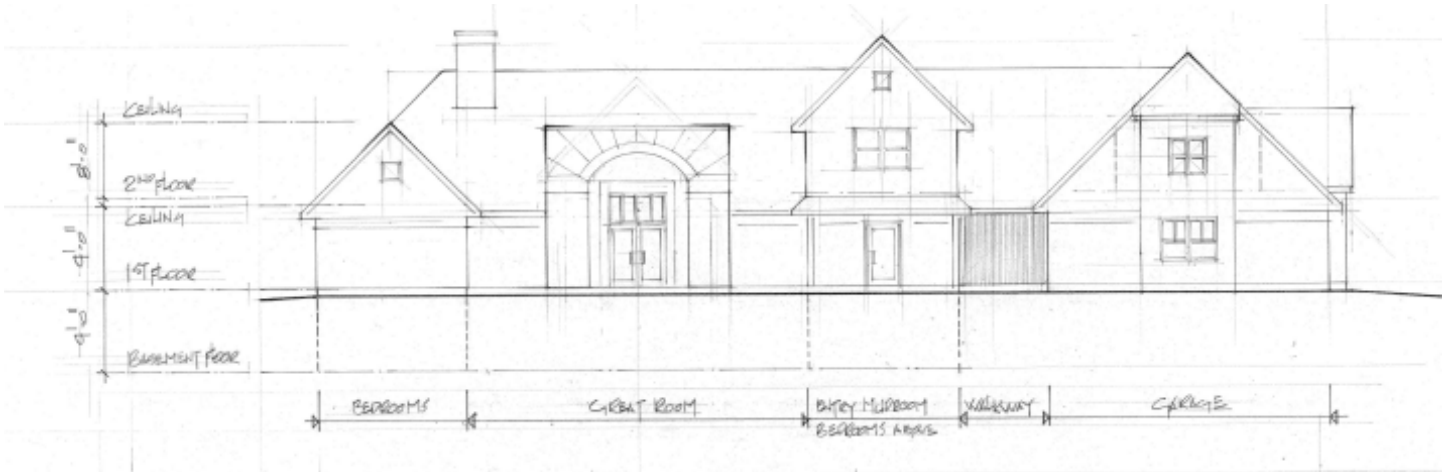 CEILING
8'-0"
2ND FLOOR
CEILING
9'-0"
1ST FLOOR
9'-0"
BASEMENT FLOOR
BEDROOMS
GREAT ROOM
ENTRY MUDROOM
BEDROOMS ABOVE
WALKWAY
GARAGE